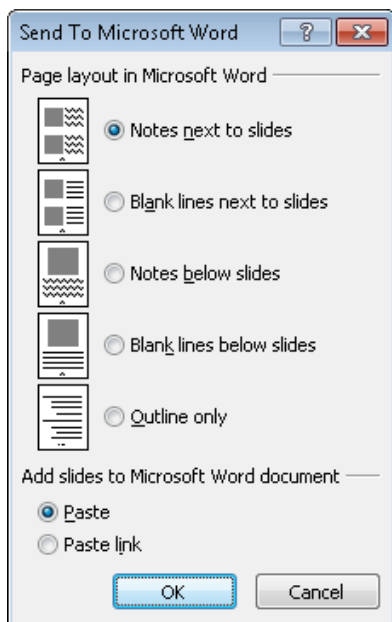 Send To Microsoft Word
Page layout in Microsoft Word
Notes next to slides
Blank lines next to slides
Notes below slides
Blank lines below slides
Outline only
Add slides to Microsoft Word document
Paste
Paste link
OK Cancel